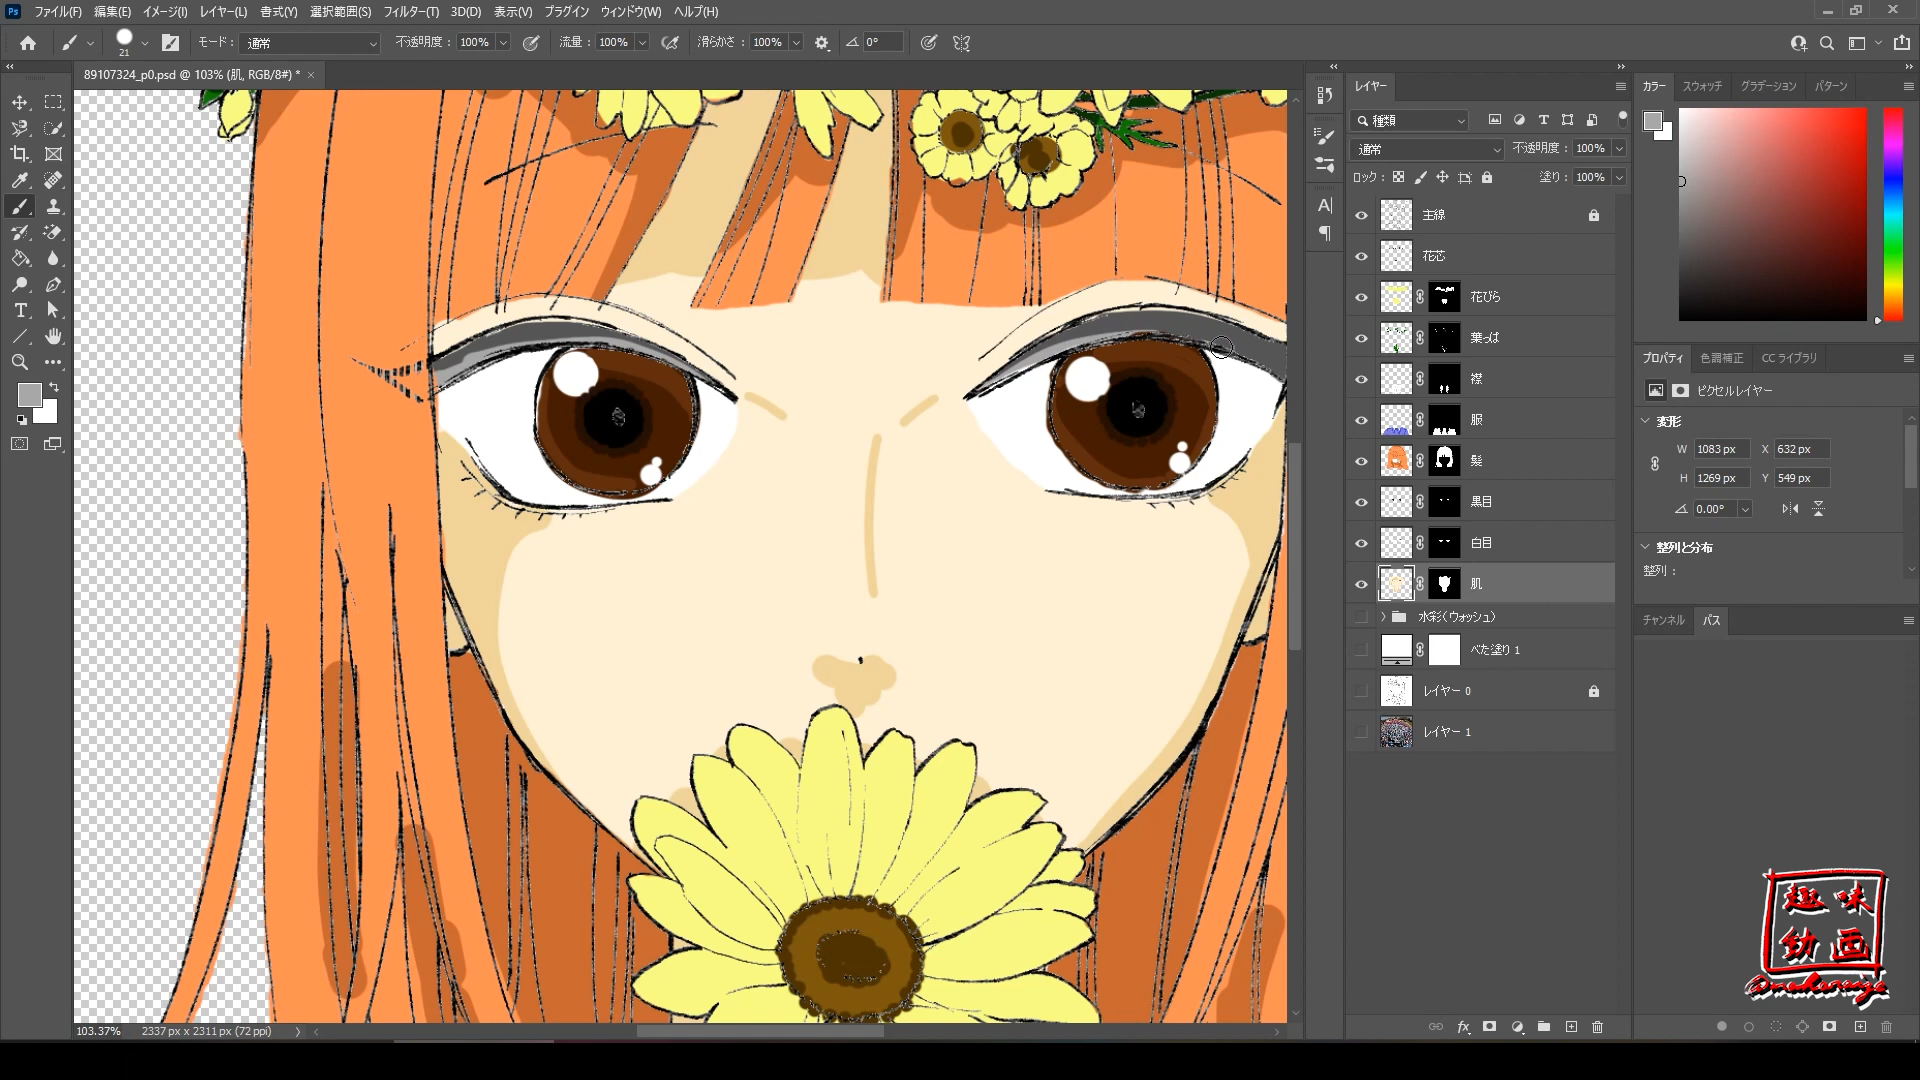 Ps ファイル(F) 編集(E) イメージ(I) レイヤー(L) 書式(Y) 選択範囲(S) フィルター(T) 3D(D) 表示(V) プラグイン ウィンドウ(W) ヘルプ(H)
21 モード : 通常 不透明度 : 100% 流量 : 100% 滑らかさ : 100% 0°
89107324_p0.psd @ 103% (肌, RGB/8#) * ×
レイヤー
種類
通常 不透明度 : 100%
ロック : 塗り : 100%
主線
花芯
花びら
葉っぱ
襟
服
髪
黒目
白目
肌
水彩(ウォッシュ)
べた塗り 1
レイヤー 0
レイヤー 1
fx
カラー スウォッチ グラデーション パターン
プロパティ 色調補正 CC ライブラリ
ピクセルレイヤー
変形
W 1083 px X 632 px
H 1269 px Y 549 px
0.00°
整列と分布
整列 :
チャンネル パス
趣味
幼画
103.37% 2337 px x 2311 px (72 ppi)